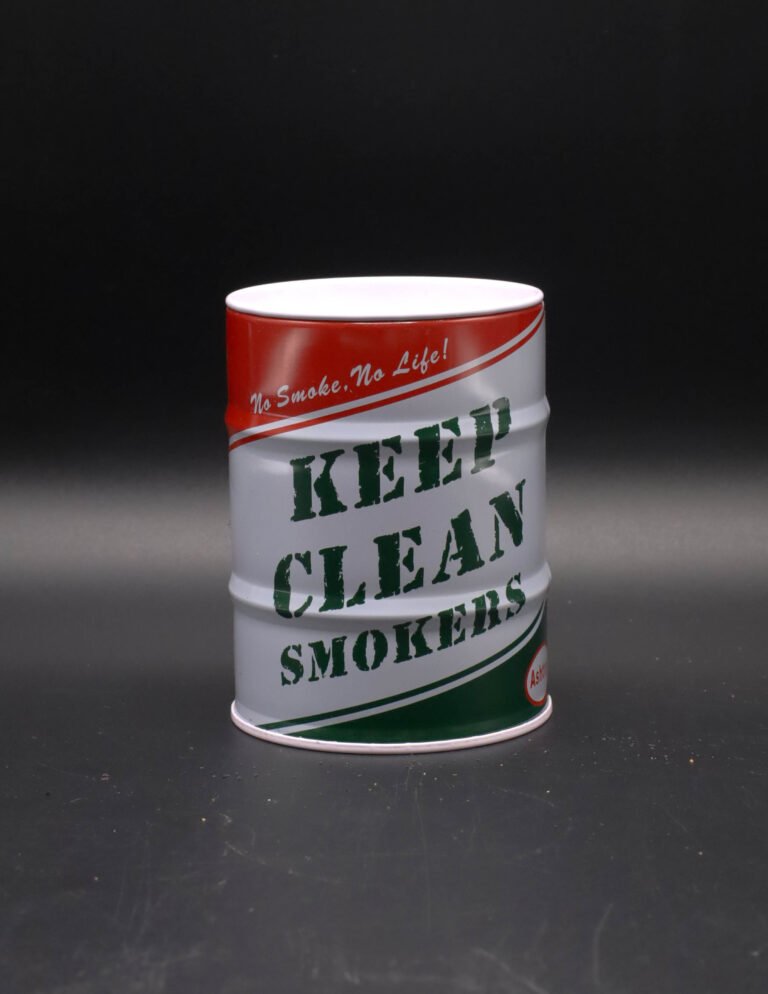 No Smoke, No Life!
KEEP
CLEAN
SMOKERS